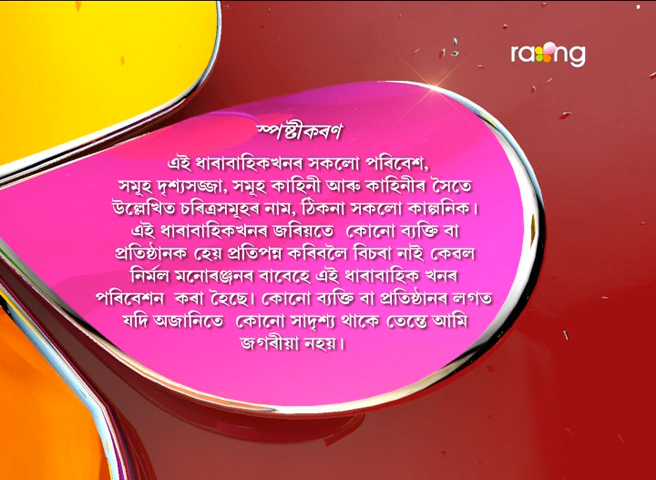 rang
স্পষ্টীকৰণ
এই ধাৰাবাহিকখনৰ সকলো পৰিবেশ,
সমূহ দৃশ্যসজ্জা, সমূহ কাহিনী আৰু কাহিনীৰ সৈতে
উল্লেখিত চৰিত্ৰসমূহৰ নাম, ঠিকনা সকলো কাল্পনিক।
এই ধাৰাবাহিকখনৰ জৰিয়তে কোনো ব্যক্তি বা
প্ৰতিষ্ঠানক হেয় প্ৰতিপন্ন কৰিবলৈ বিচৰা নাই কেৱল
নিৰ্মল মনোৰঞ্জনৰ বাবেহে এই ধাৰাবাহিক খনৰ
পৰিবেশন কৰা হৈছে। কোনো ব্যক্তি বা প্ৰতিষ্ঠানৰ লগত
যদি অজানিতে কোনো সাদৃশ্য থাকে তেন্তে আমি
জগৰীয়া নহয়।